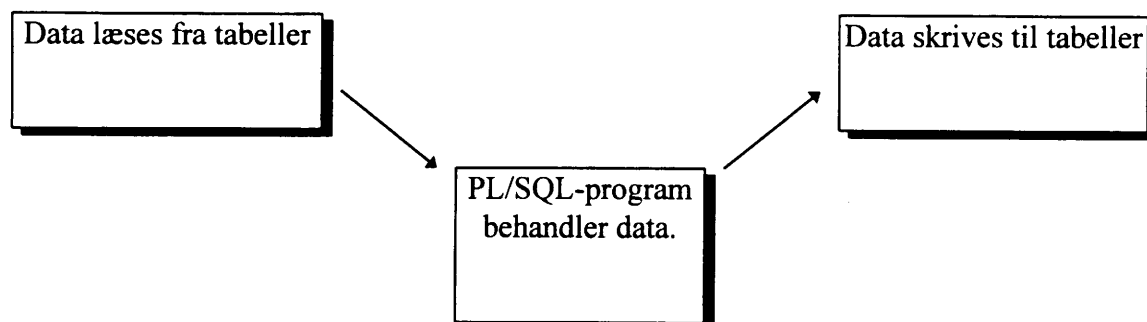 Data læses fra tabeller
PL/SQL-program
behandler data.
Data skrives til tabeller